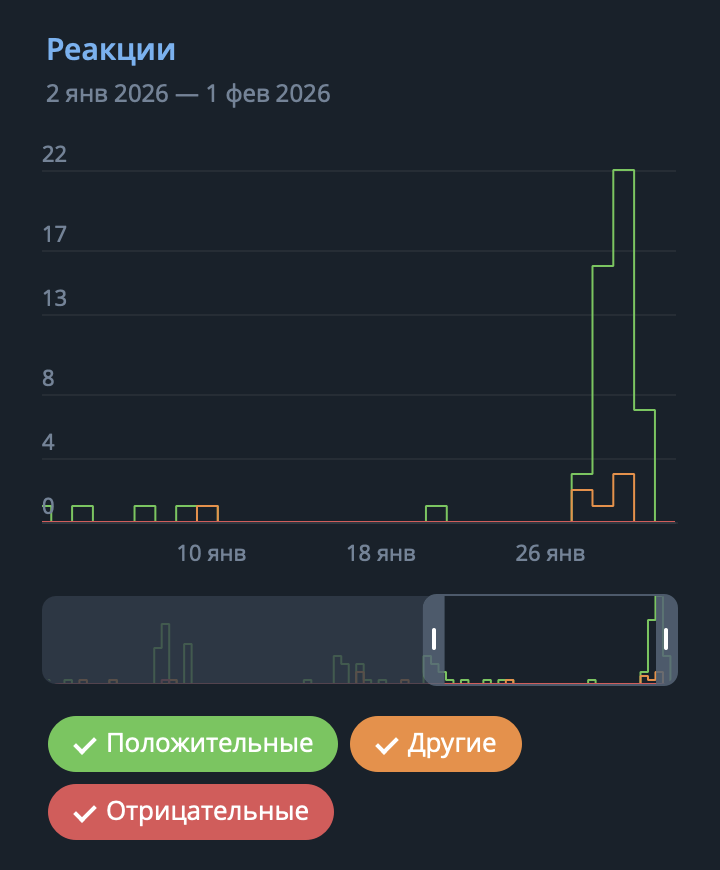 Реакции
2 янв 2026 — 1 фев 2026
22
17
13
8
4
0
10 янв 18 янв 26 янв
Положительные Другие
Отрицательные